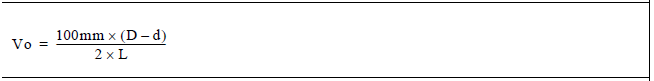 Vo = 100mm × (D – d) / 2 × L